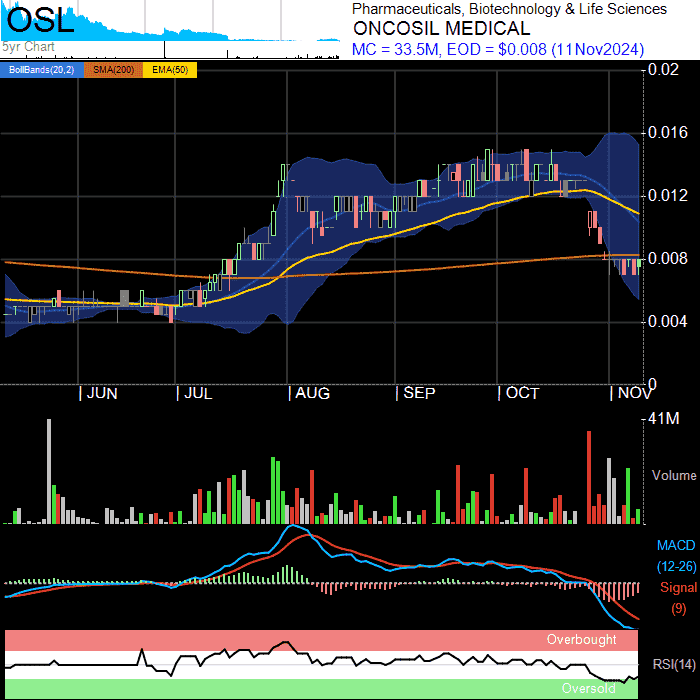 OSL
5yr Chart
Pharmaceuticals, Biotechnology & Life Sciences
ONCOSIL MEDICAL
MC = 33.5M, EOD = $0.008 (11Nov2024)
BollBands(20,2) SMA(200) EMA(50)
0.02
0.016
0.012
0.008
0.004
0
JUN JUL AUG SEP OCT NOV
41M
Volume
MACD
(12-26)
Signal
(9)
Overbought
RSI(14)
Oversold